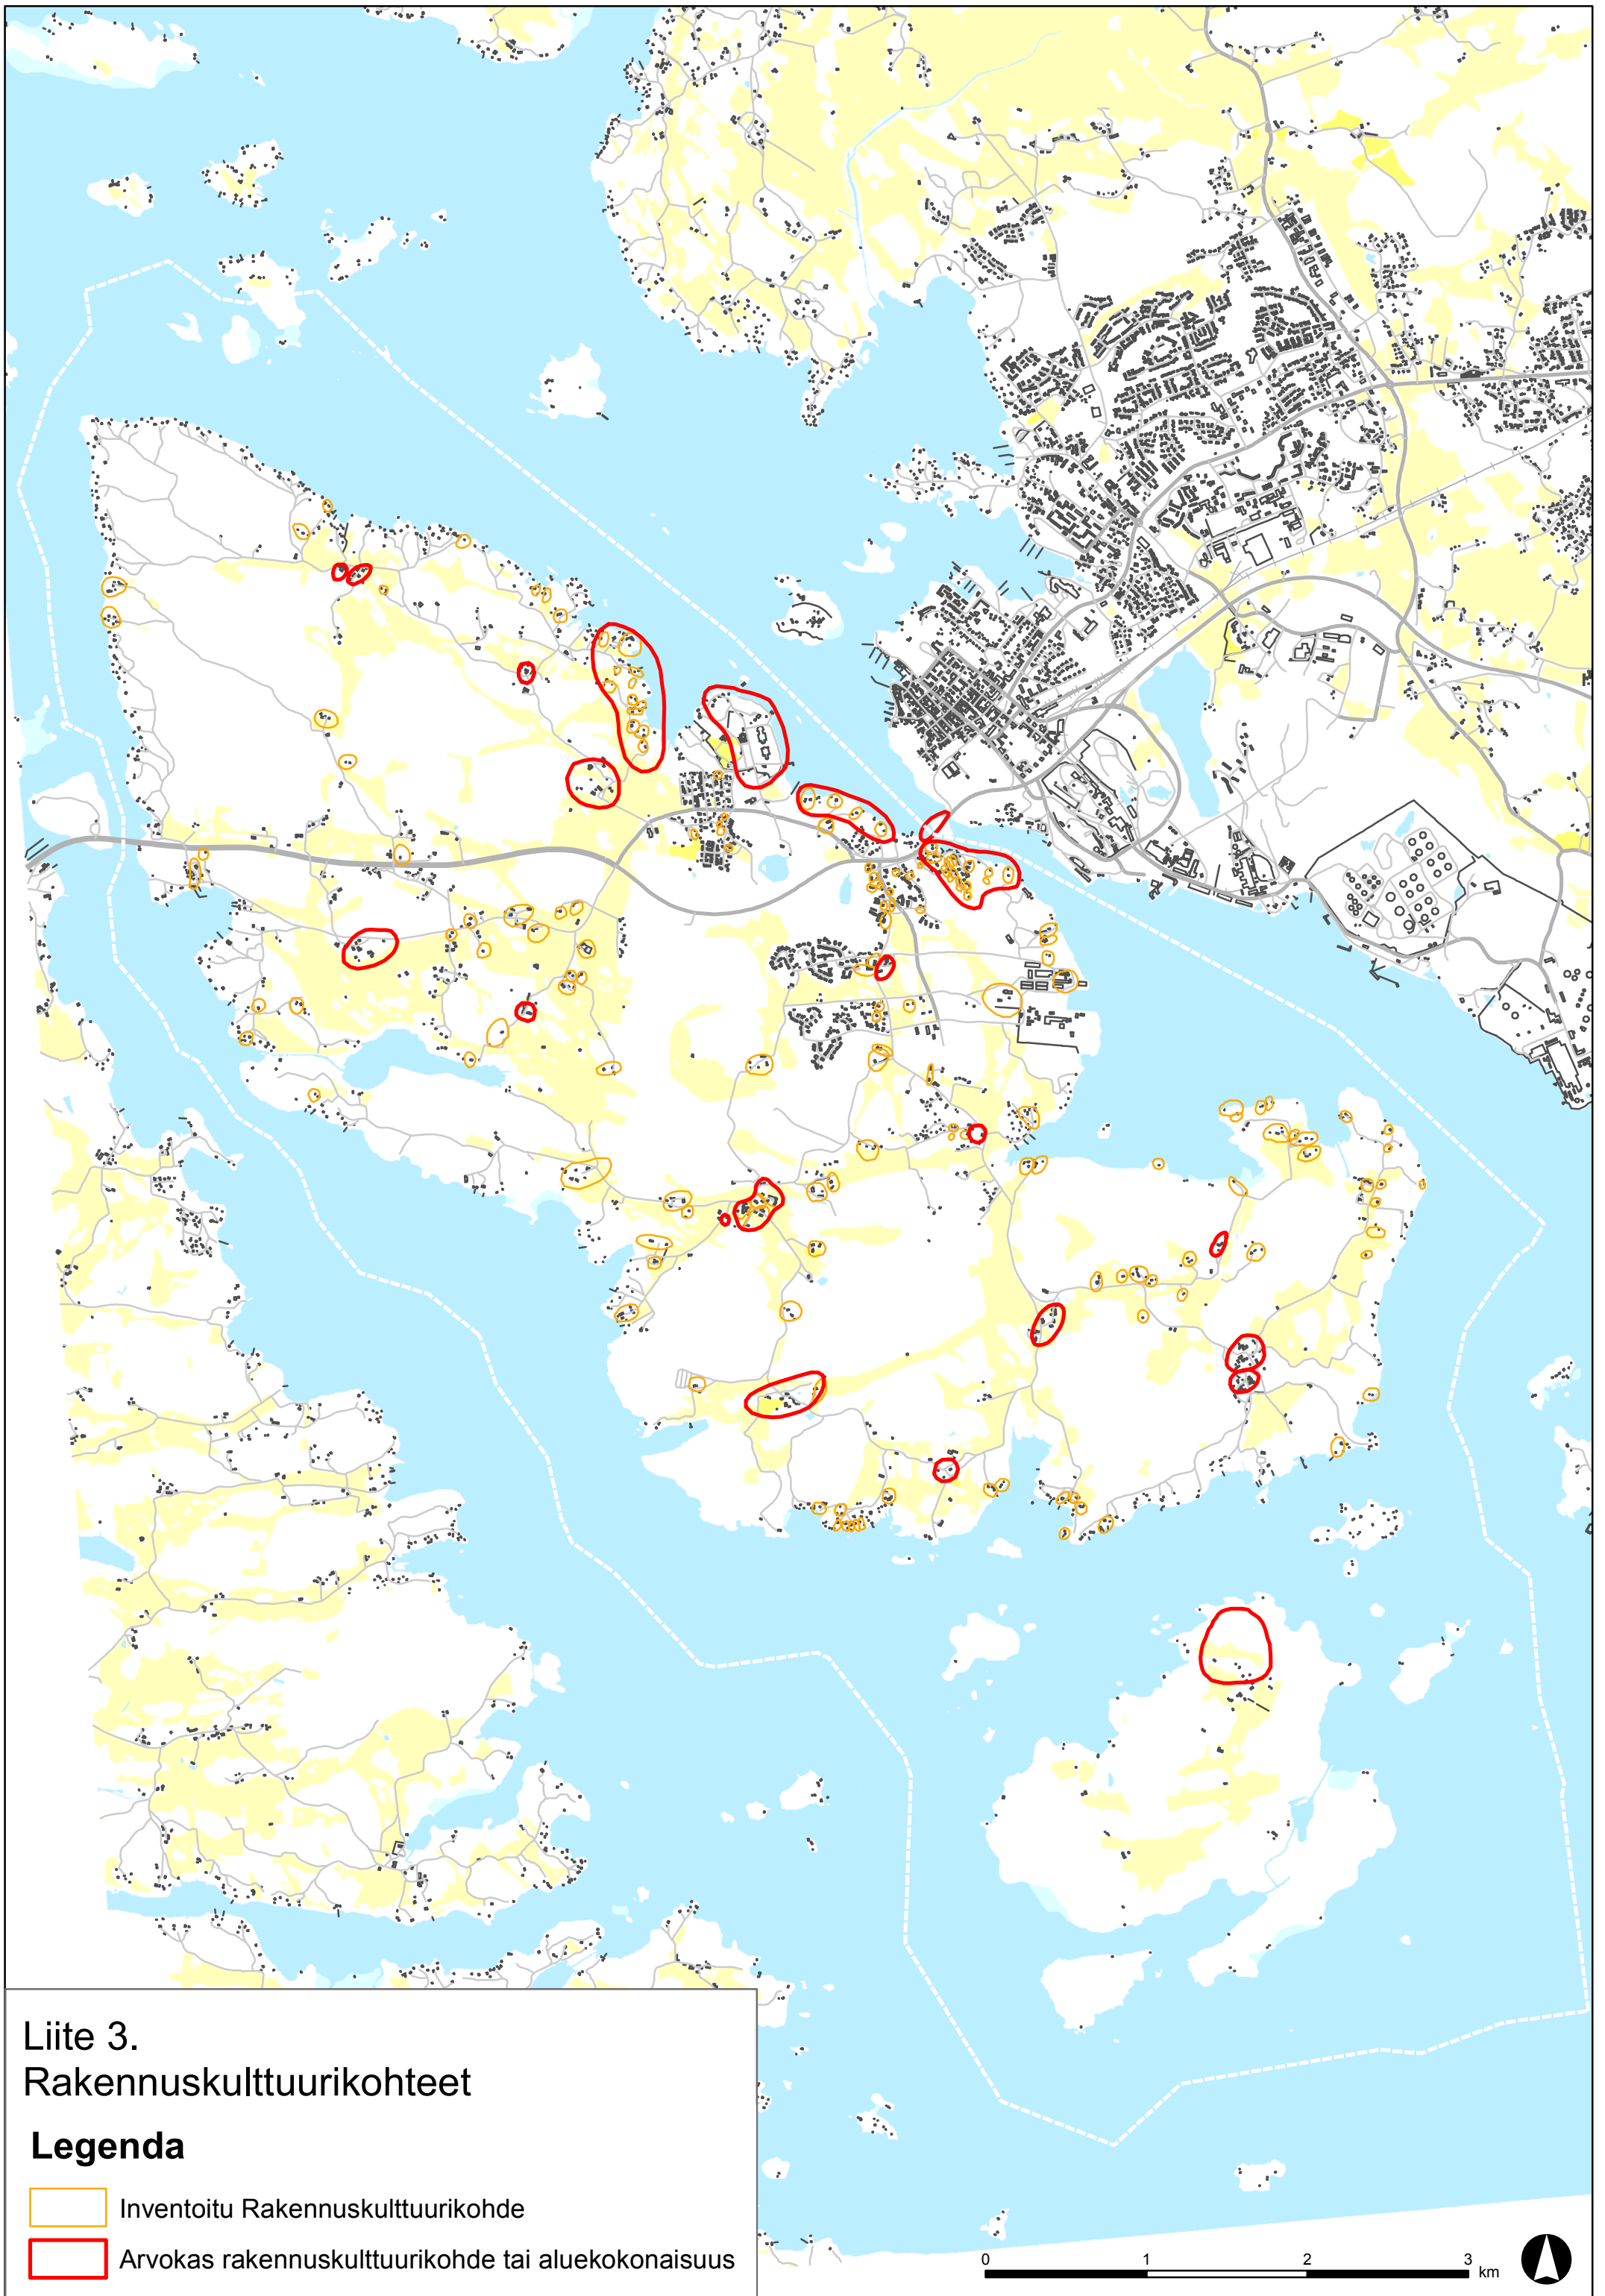 Liite 3.
Rakennuskulttuurikohteet
Legenda
Inventoitu Rakennuskulttuurikohde
Arvokas rakennuskulttuurikohde tai aluekokonaisuus
0 1 2 3 km